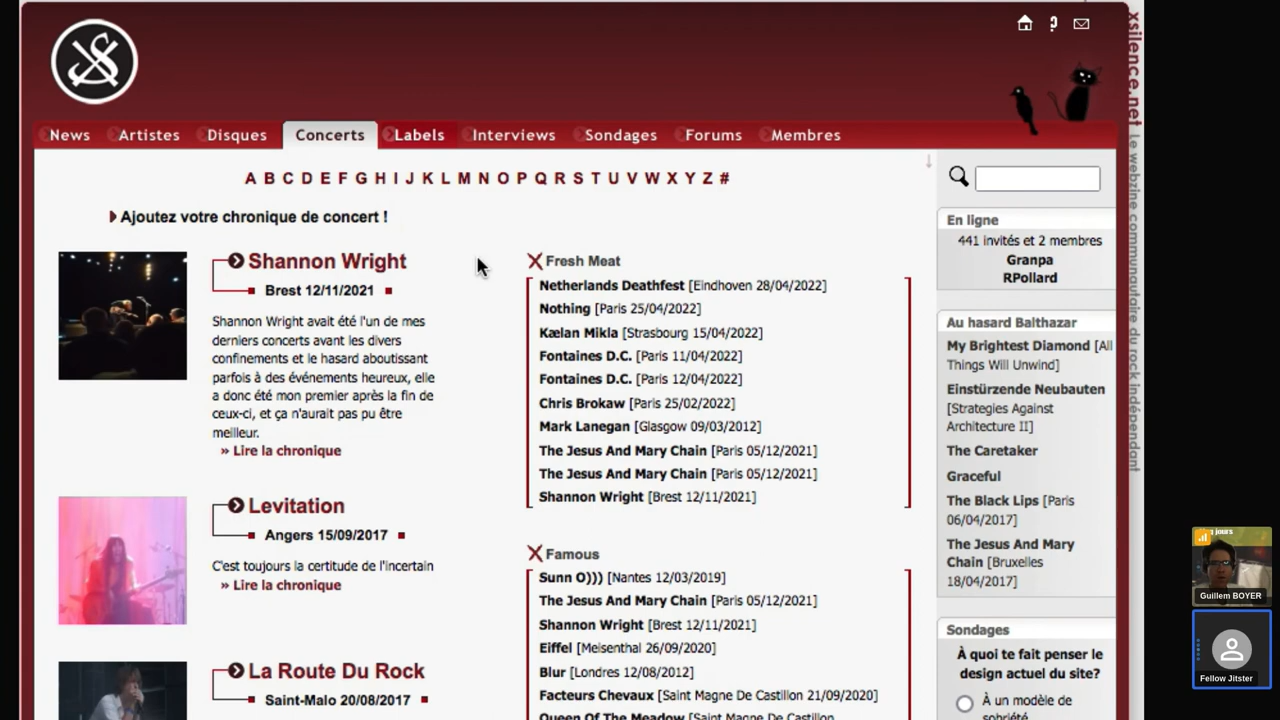 xsilence.net Le webzine communautaire du rock indépendant
News Artistes Disques Concerts Labels Interviews Sondages Forums Membres
A B C D E F G H I J K L M N O P Q R S T U V W X Y Z #
Ajoutez votre chronique de concert !
Shannon Wright
Brest 12/11/2021
Shannon Wright avait été l'un de mes
derniers concerts avant les divers
confinements et le hasard aboutissant
parfois à des événements heureux, elle
a donc été mon premier après la fin de
ceux-ci, et ça n'aurait pas pu être
meilleur.
» Lire la chronique
Levitation
Angers 15/09/2017
C'est toujours la certitude de l'incertain
» Lire la chronique
La Route Du Rock
Saint-Malo 20/08/2017
Fresh Meat
Netherlands Deathfest [Eindhoven 28/04/2022]
Nothing [Paris 25/04/2022]
Kælan Mikla [Strasbourg 15/04/2022]
Fontaines D.C. [Paris 11/04/2022]
Fontaines D.C. [Paris 12/04/2022]
Chris Brokaw [Paris 25/02/2022]
Mark Lanegan [Glasgow 09/03/2012]
The Jesus And Mary Chain [Paris 05/12/2021]
The Jesus And Mary Chain [Paris 05/12/2021]
Shannon Wright [Brest 12/11/2021]
Famous
Sunn O))) [Nantes 12/03/2019]
The Jesus And Mary Chain [Paris 05/12/2021]
Shannon Wright [Brest 12/11/2021]
Eiffel [Meisenthal 26/09/2020]
Blur [Londres 12/08/2012]
Facteurs Chevaux [Saint Magne De Castillon 21/09/2020]
Queen Of The Meadow [Saint Magne De Castillon
En ligne
441 invités et 2 membres
Granpa
RPollard
Au hasard Balthazar
My Brightest Diamond [All
Things Will Unwind]
Einstürzende Neubauten
[Strategies Against
Architecture II]
The Caretaker
Graceful
The Black Lips [Paris
06/04/2017]
The Jesus And Mary
Chain [Bruxelles
18/04/2017]
Sondages
À quoi te fait penser le
design actuel du site?
À un modèle de
sobriété
jours
Guillem BOYER
Fellow Jitster